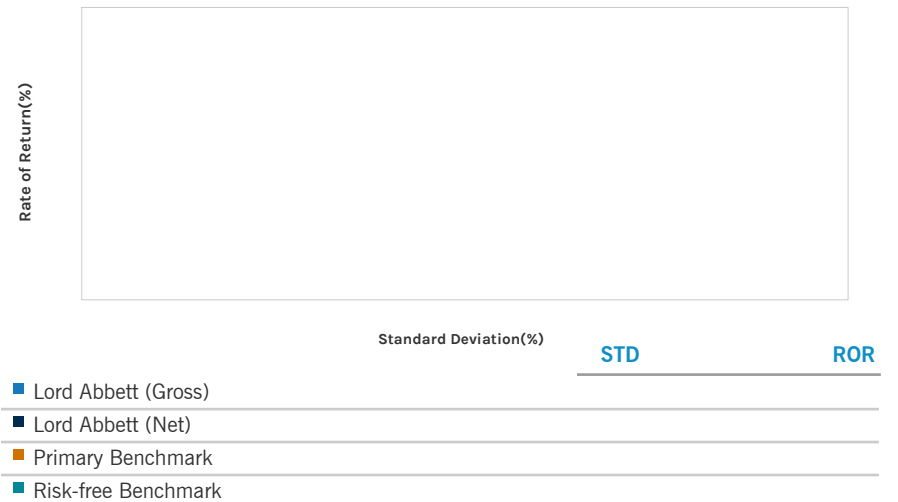 Rate of Return(%)
Standard Deviation(%)
STD ROR
Lord Abbett (Gross)
Lord Abbett (Net)
Primary Benchmark
Risk-free Benchmark